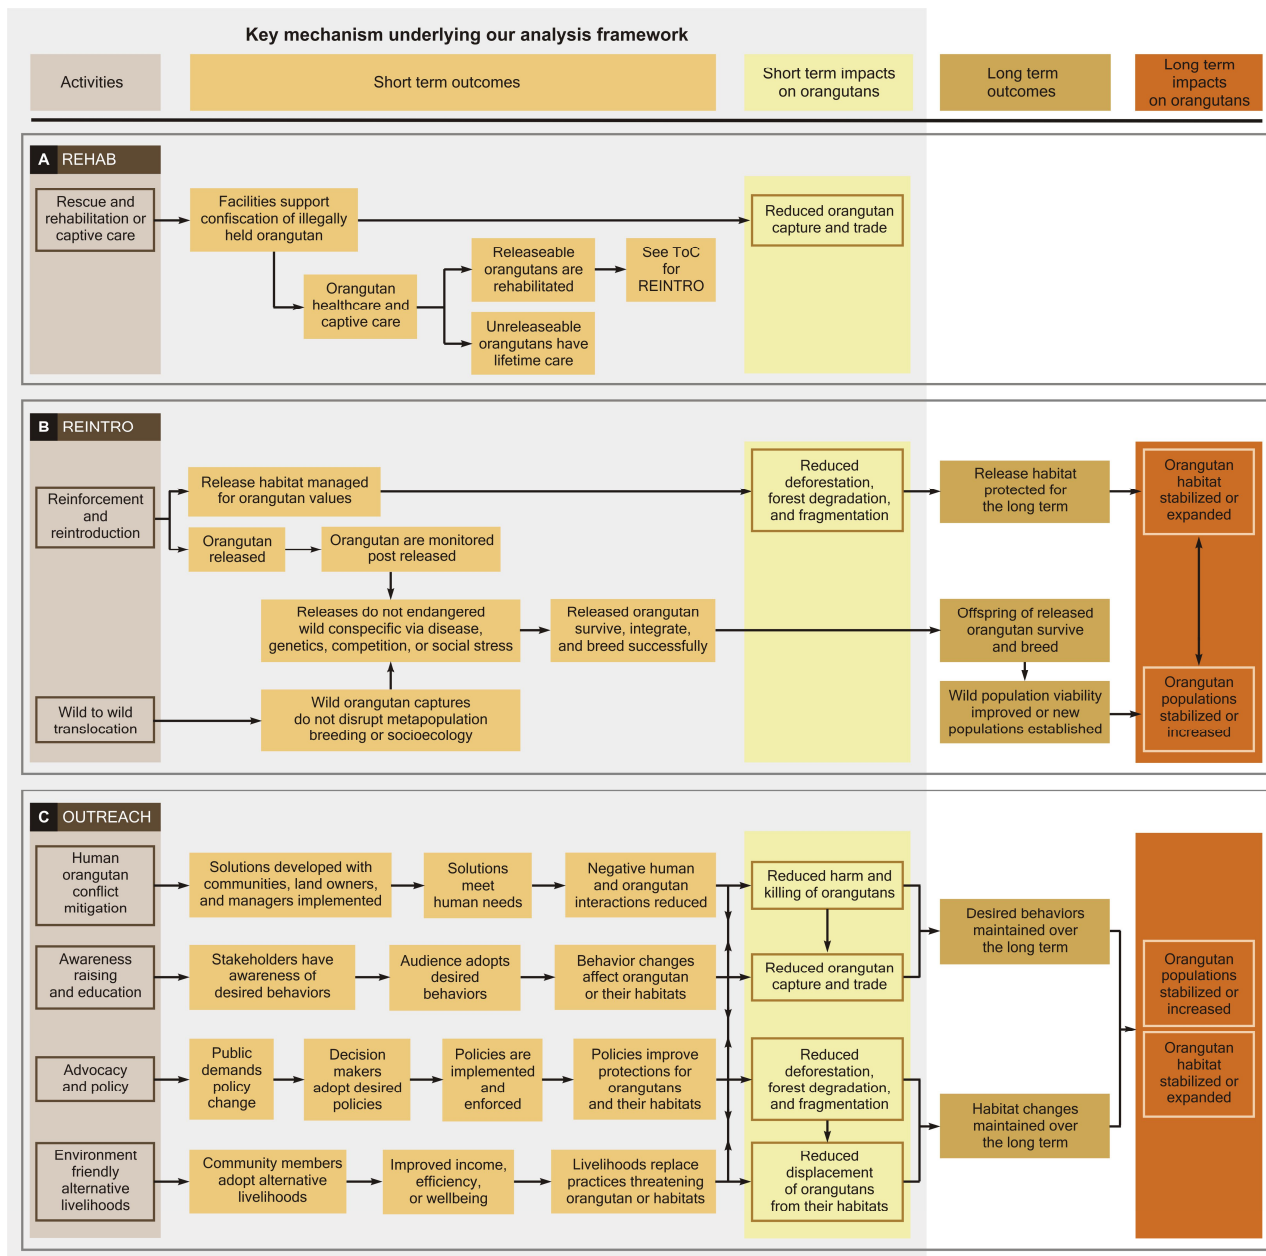 Key mechanism underlying our analysis framework
Activities
Short term outcomes
Short term impacts
on orangutans
Long term
outcomes
Long term
impacts
on orangutans
A REHAB
Rescue and
rehabilitation or
captive care
Facilities support
confiscation of illegally
held orangutan
Reduced orangutan
capture and trade
Orangutan
healthcare and
captive care
Releaseable
orangutans are
rehabilitated
See ToC
for
REINTRO
Unreleaseable
orangutans have
lifetime care
B REINTRO
Reinforcement
and
reintroduction
Release habitat managed
for orangutan values
Reduced
deforestation,
forest degradation,
and fragmentation
Release habitat
protected for
the long term
Orangutan
habitat
stabilized or
expanded
Orangutan
released
Orangutan are monitored
post released
Releases do not endangered
wild conspecific via disease,
genetics, competition, or social stress
Released orangutan
survive, integrate,
and breed successfully
Offspring of released
orangutan survive
and breed
Wild to wild
translocation
Wild orangutan captures
do not disrupt metapopulation
breeding or socioecology
Wild population viability
improved or new
populations established
Orangutan
populations
stabilized or
increased
C OUTREACH
Human
orangutan
conflict
mitigation
Solutions developed with
communities, land owners,
and managers implemented
Solutions
meet
human needs
Negative human
and orangutan
interactions reduced
Reduced harm and
killing of orangutans
Desired behaviors
maintained over
the long term
Awareness
raising
and education
Stakeholders have
awareness of
desired behaviors
Audience adopts
desired
behaviors
Behavior changes
affect orangutan
or their habitats
Reduced orangutan
capture and trade
Orangutan
populations
stabilized or
increased
Advocacy
and policy
Public
demands
policy
change
Decision
makers
adopt desired
policies
Policies are
implemented
and
enforced
Policies improve
protections for
orangutans
and their habitats
Reduced
deforestation,
forest degradation,
and fragmentation
Orangutan
habitat
stabilized or
expanded
Habitat changes
maintained over
the long term
Environment
friendly
alternative
livelihoods
Community members
adopt alternative
livelihoods
Improved income,
efficiency,
or wellbeing
Livelihoods replace
practices threatening
orangutan or habitats
Reduced
displacement
of orangutans
from their habitats